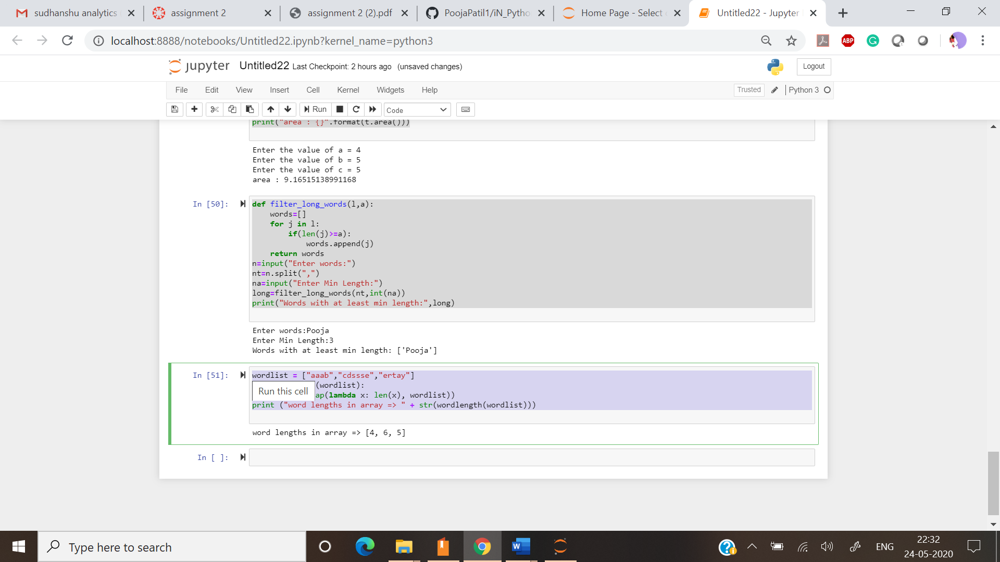 sudhanshu analytics
assignment 2
assignment 2 (2).pdf
PoojaPatil1/iN_Pytho
Home Page - Select
Untitled22 - Jupyter
localhost:8888/notebooks/Untitled22.ipynb?kernel_name=python3
ABP
jupyter Untitled22 Last Checkpoint: 2 hours ago (unsaved changes)
Logout
File Edit View Insert Cell Kernel Widgets Help
Trusted Python 3
Run Code
print("area : {}".format(t.area()))
Enter the value of a = 4
Enter the value of b = 5
Enter the value of c = 5
area : 9.16515138991168
In [50]:
def filter_long_words(l,a):
    words=[]
    for j in l:
        if(len(j)>=a):
            words.append(j)
    return words
n=input("Enter words:")
nt=n.split(",")
na=input("Enter Min Length:")
long=filter_long_words(nt,int(na))
print("Words with at least min length:",long)
Enter words:Pooja
Enter Min Length:3
Words with at least min length: ['Pooja']
In [51]:
wordlist = ["aaab","cdssse","ertay"]
(wordlist):
Run this cell
ap(lambda x: len(x), wordlist))
print ("word lengths in array => " + str(wordlength(wordlist)))
word lengths in array => [4, 6, 5]
In [ ]:
Type here to search
ENG
22:32
24-05-2020